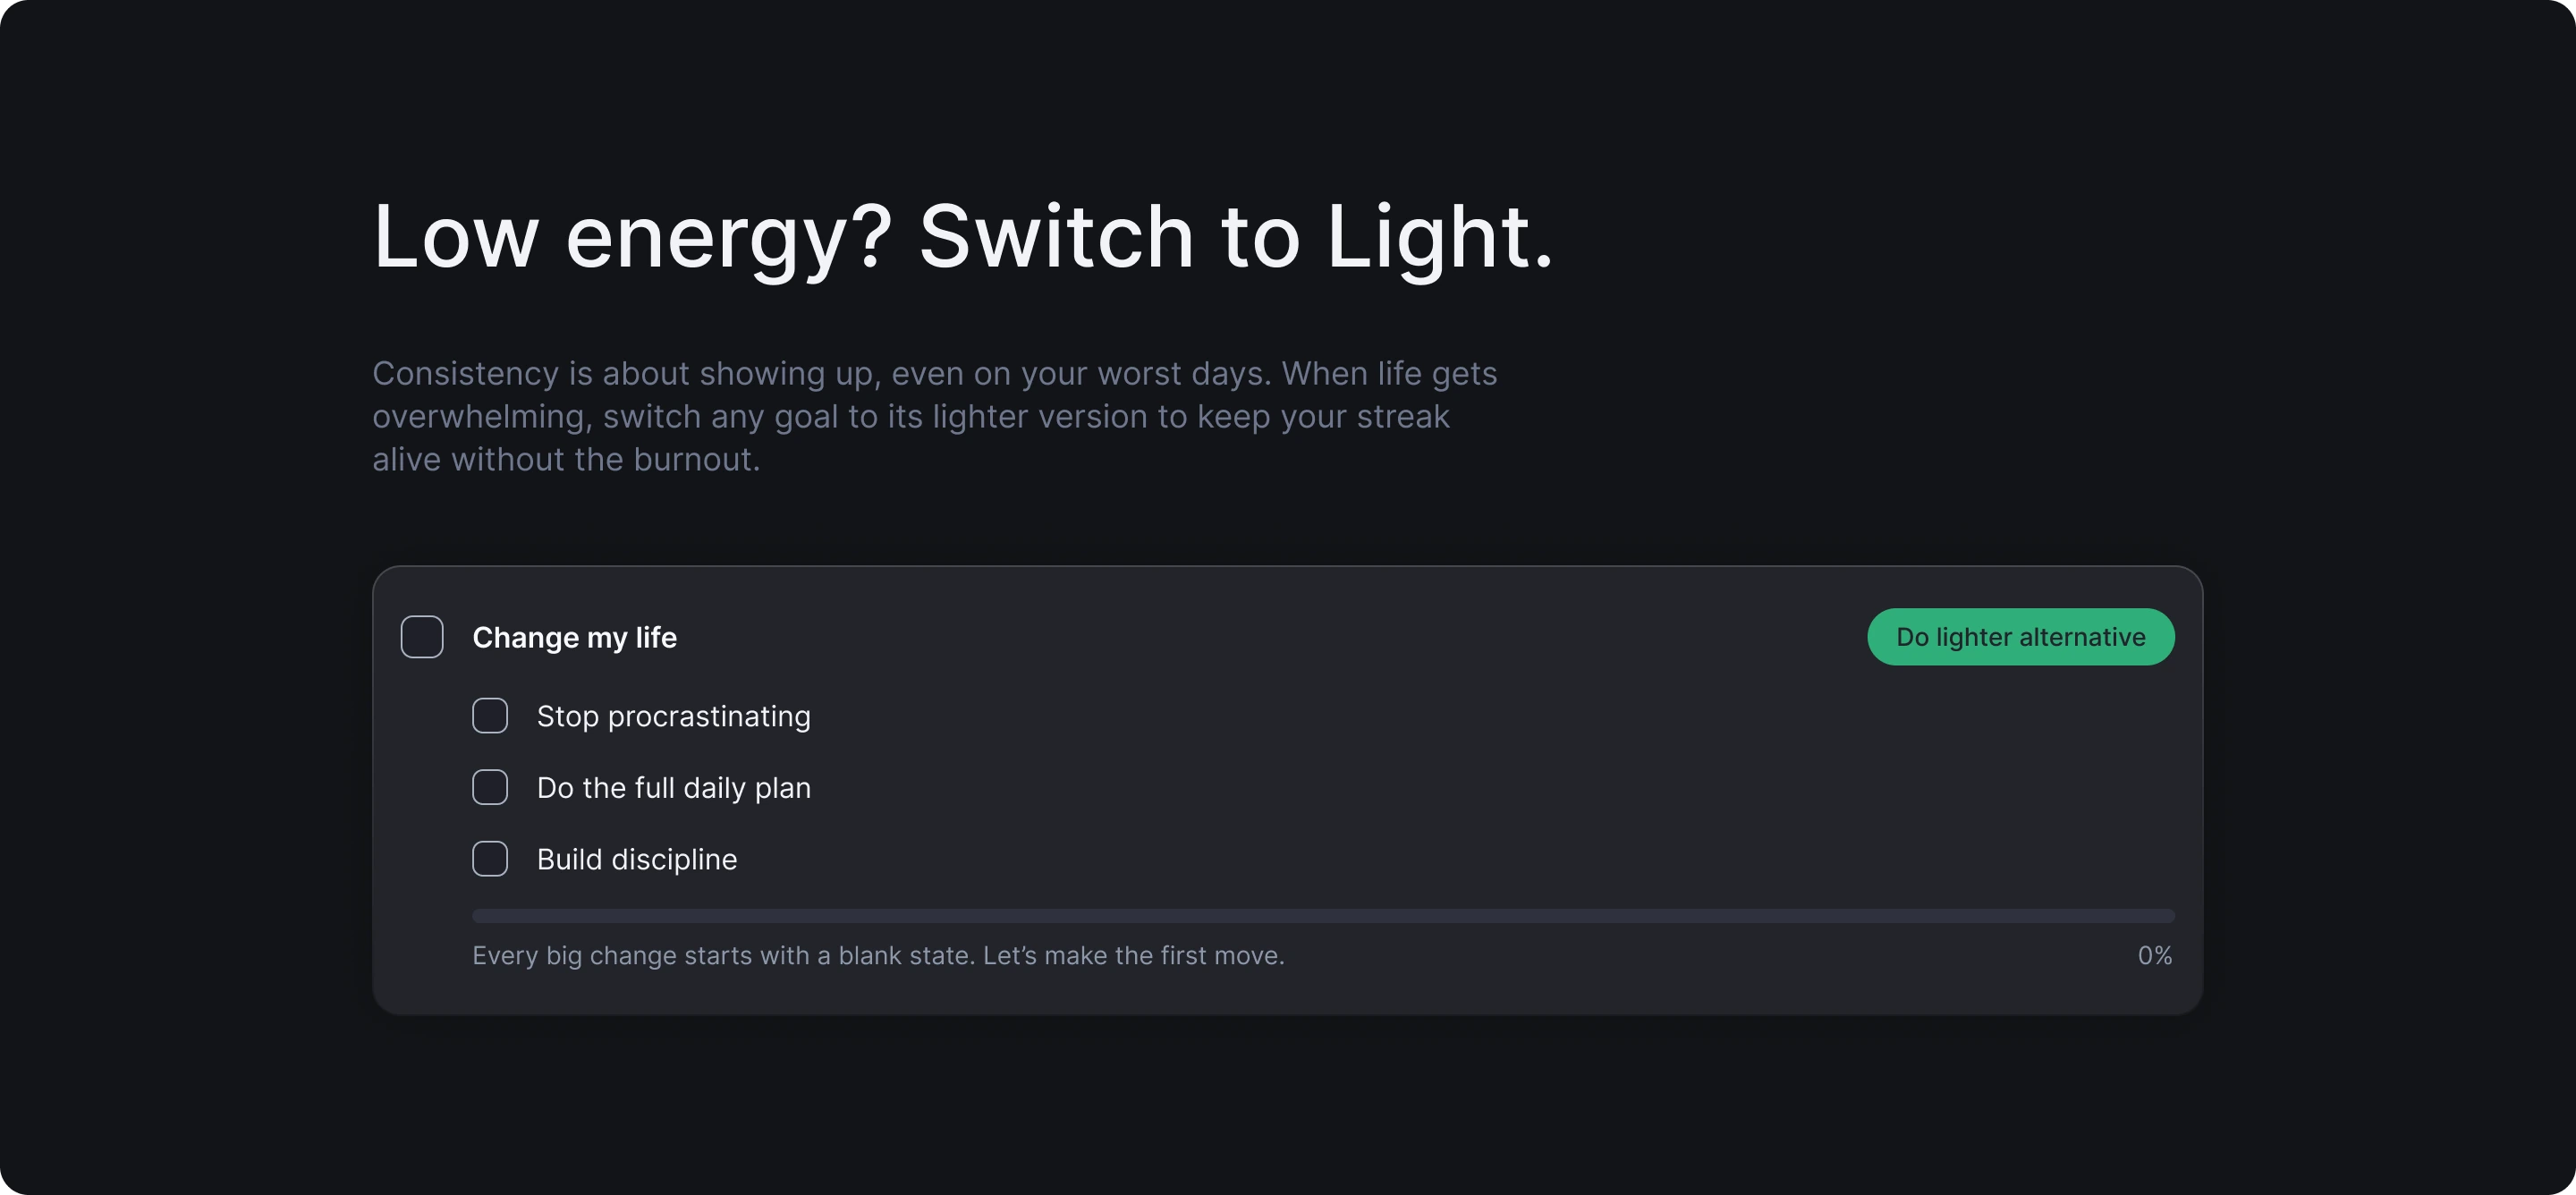 Low energy? Switch to Light.
Consistency is about showing up, even on your worst days. When life gets
overwhelming, switch any goal to its lighter version to keep your streak
alive without the burnout.
Change my life
Do lighter alternative
Stop procrastinating
Do the full daily plan
Build discipline
Every big change starts with a blank state. Let’s make the first move.
0%